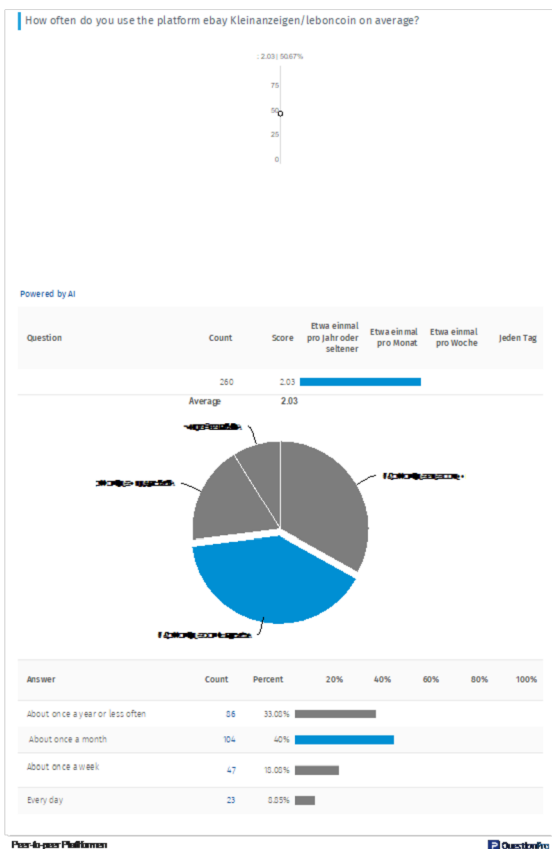 How often do you use the platform ebay Kleinanzeigen/leboncoin on average?
: 2.03 | 50.67%
75
50
25
0
Powered by AI
Question Count Score Etwa einmal pro Jahr oder seltener Etwa einmal pro Monat Etwa einmal pro Woche Jeden Tag
260 2.03
Average 2.03
Answer Count Percent 20% 40% 60% 80% 100%
About once a year or less often 86 33.08%
About once a month 104 40%
About once a week 47 18.08%
Every day 23 8.85%
Peer-to-peer Plattformen QuestionPro